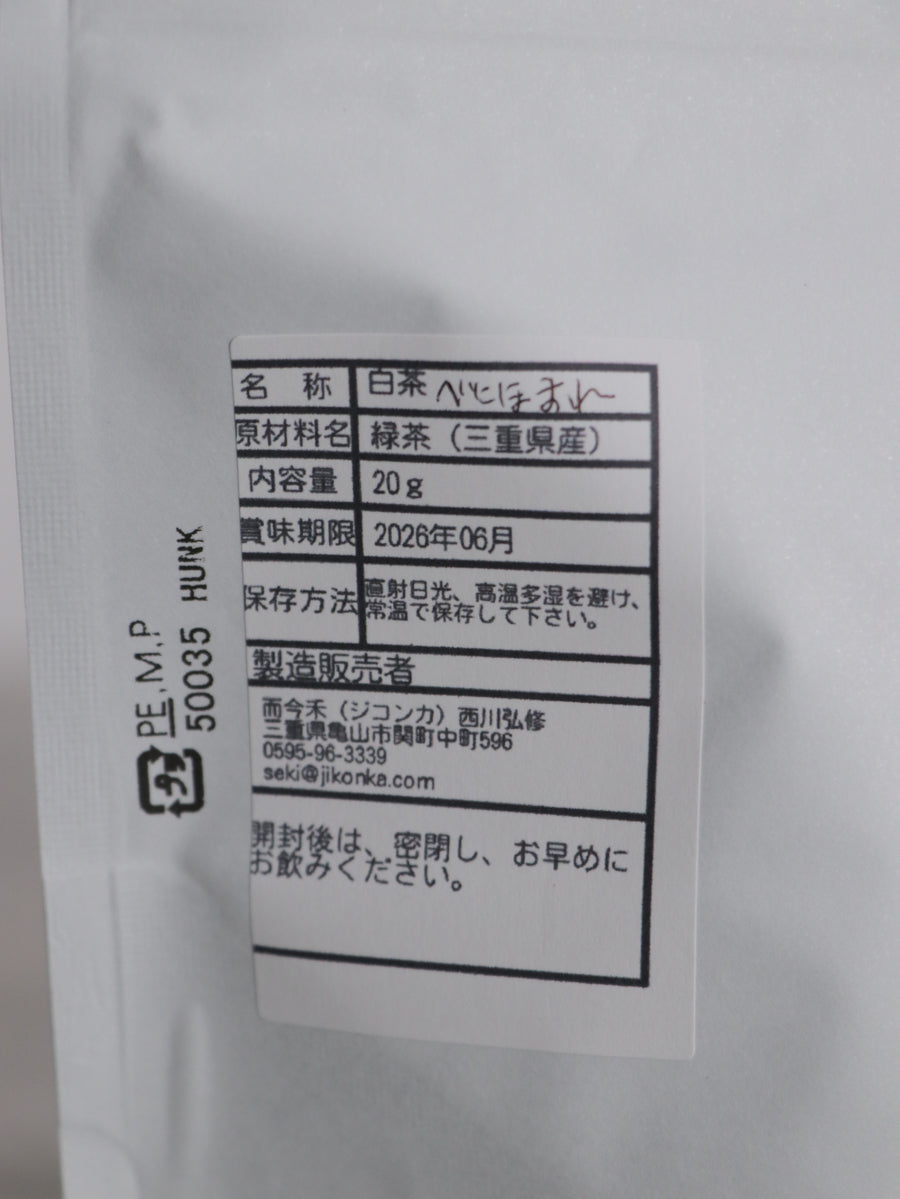 名 称 白茶 べにほまれ
原材料名 緑茶（三重県産）
内容量 20g
賞味期限 2026年06月
保存方法 直射日光、高温多湿を避け、
常温で保存して下さい。
製造販売者
而今禾（ジコンカ）西川弘修
三重県亀山市関町中町596
0595-96-3339
seki@jikonka.com
開封後は、密閉し、お早めに
お飲みください。
プラ PE,M,P
50035 HUNK